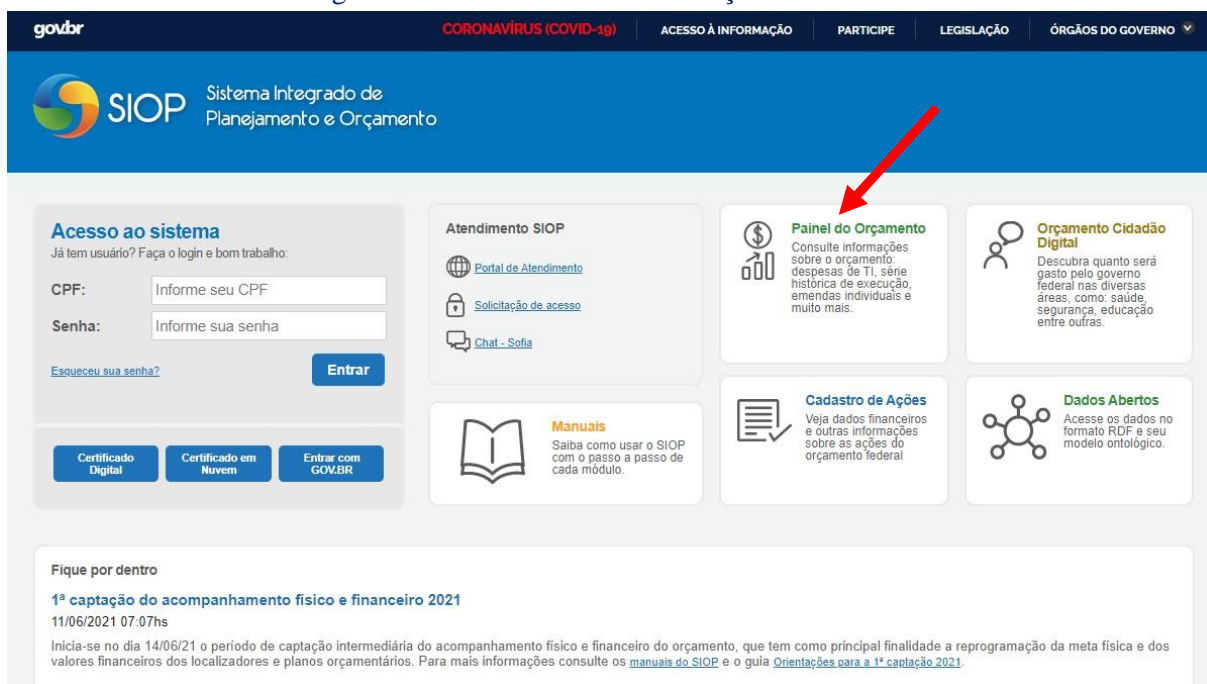 gov.br
CORONAVÍRUS (COVID-19)
ACESSO À INFORMAÇÃO
PARTICIPE
LEGISLAÇÃO
ÓRGÃOS DO GOVERNO
SIOP
Sistema Integrado de
Planejamento e Orçamento
Acesso ao sistema
Já tem usuário? Faça o login e bom trabalho:
CPF: Informe seu CPF
Senha: Informe sua senha
Esqueceu sua senha?
Entrar
Certificado
Digital
Certificado em
Nuvem
Entrar com
GOV.BR
Atendimento SIOP
Portal de Atendimento
Solicitação de acesso
Chat - Sofia
Manuais
Saiba como usar o SIOP
com o passo a passo de
cada módulo.
Painel do Orçamento
Consulte informações
sobre o orçamento:
despesas de TI, série
histórica de execução,
emendas individuais e
muito mais.
Orçamento Cidadão
Digital
Descubra quanto será
gasto pelo governo
federal nas diversas
áreas, como: saúde,
segurança, educação
entre outras.
Cadastro de Ações
Veja dados financeiros
e outras informações
sobre as ações do
orçamento federal
Dados Abertos
Acesse os dados no
formato RDF e seu
modelo ontológico.
Fique por dentro
1ª captação do acompanhamento físico e financeiro 2021
11/06/2021 07:07hs
Inicia-se no dia 14/06/21 o período de captação intermediária do acompanhamento físico e financeiro do orçamento, que tem como principal finalidade a reprogramação da meta física e dos
valores financeiros dos localizadores e planos orçamentários. Para mais informações consulte os manuais do SIOP e o guia Orientações para a 1ª captação 2021.